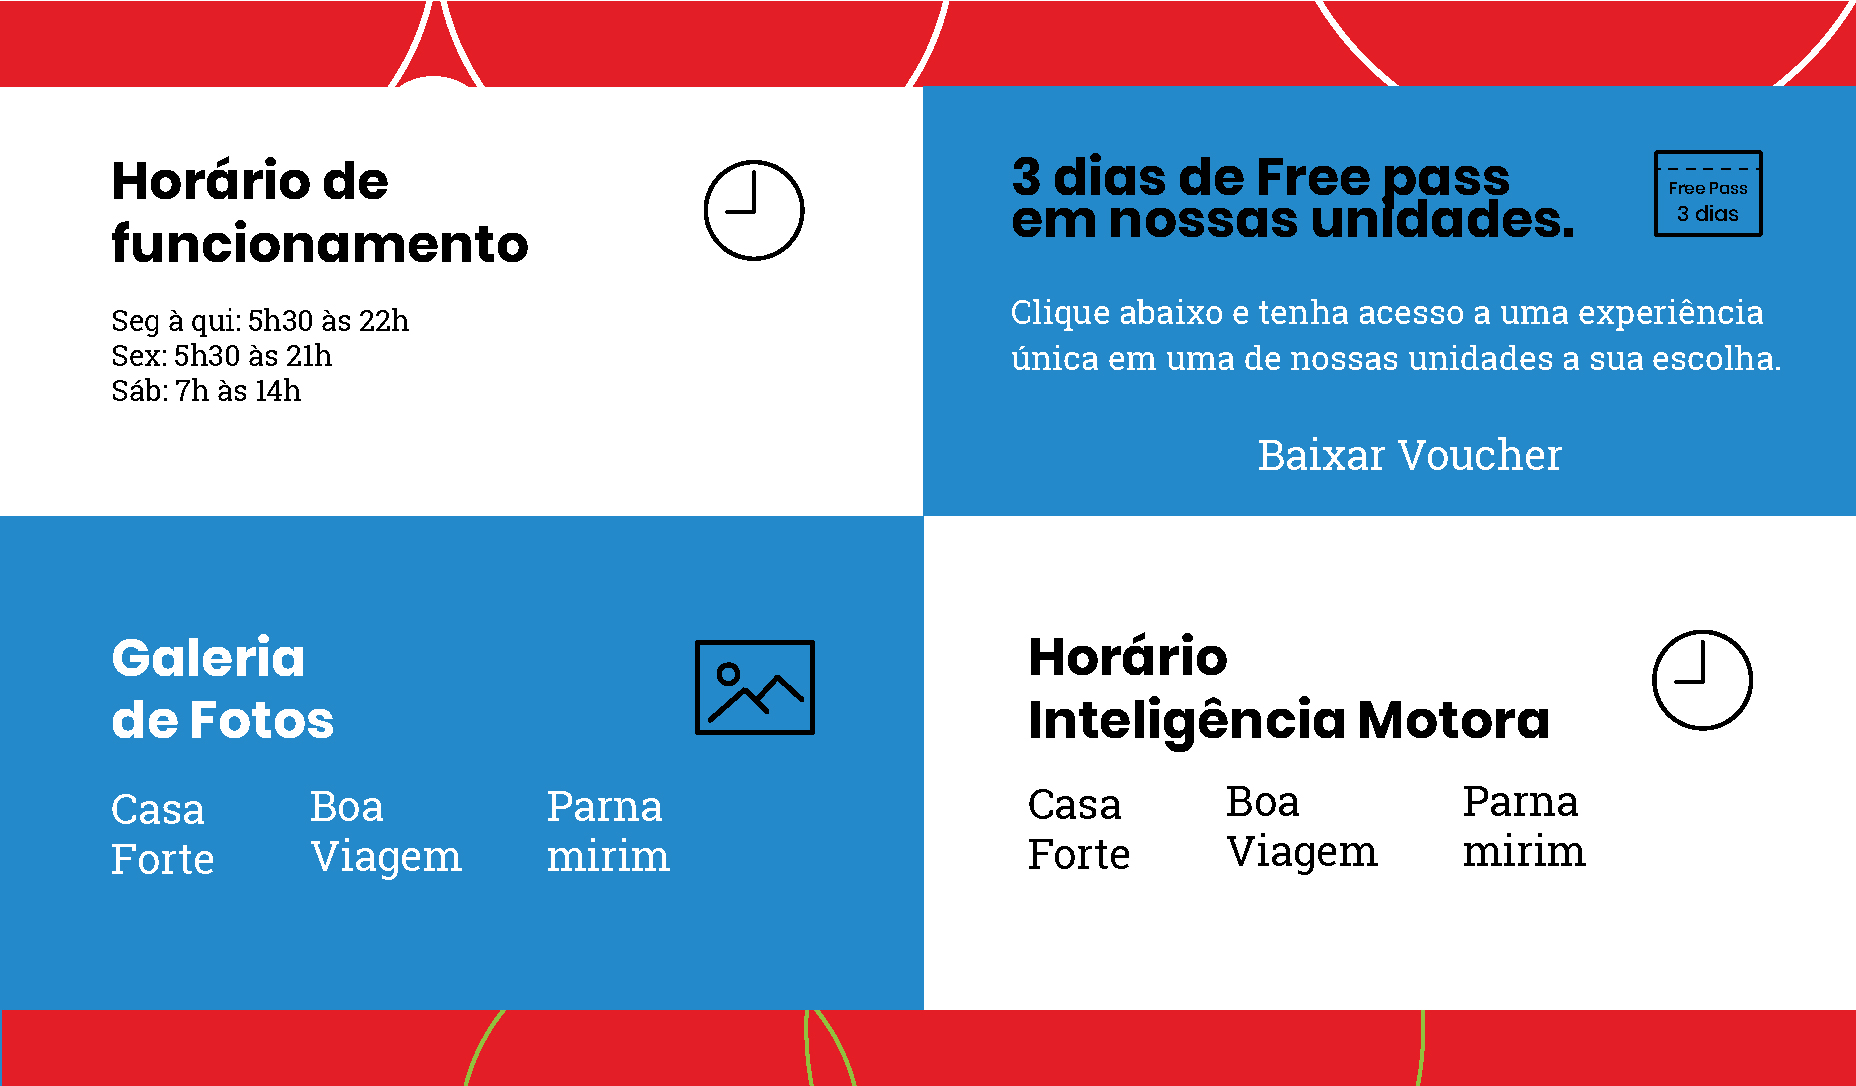 Horário de
funcionamento
Seg à qui: 5h30 às 22h
Sex: 5h30 às 21h
Sáb: 7h às 14h
3 dias de Free pass
em nossas unidades.
Free Pass
3 dias
Clique abaixo e tenha acesso a uma experiência
única em uma de nossas unidades a sua escolha.
Baixar Voucher
Galeria
de Fotos
Casa
Forte
Boa
Viagem
Parna
mirim
Horário
Inteligência Motora
Casa
Forte
Boa
Viagem
Parna
mirim